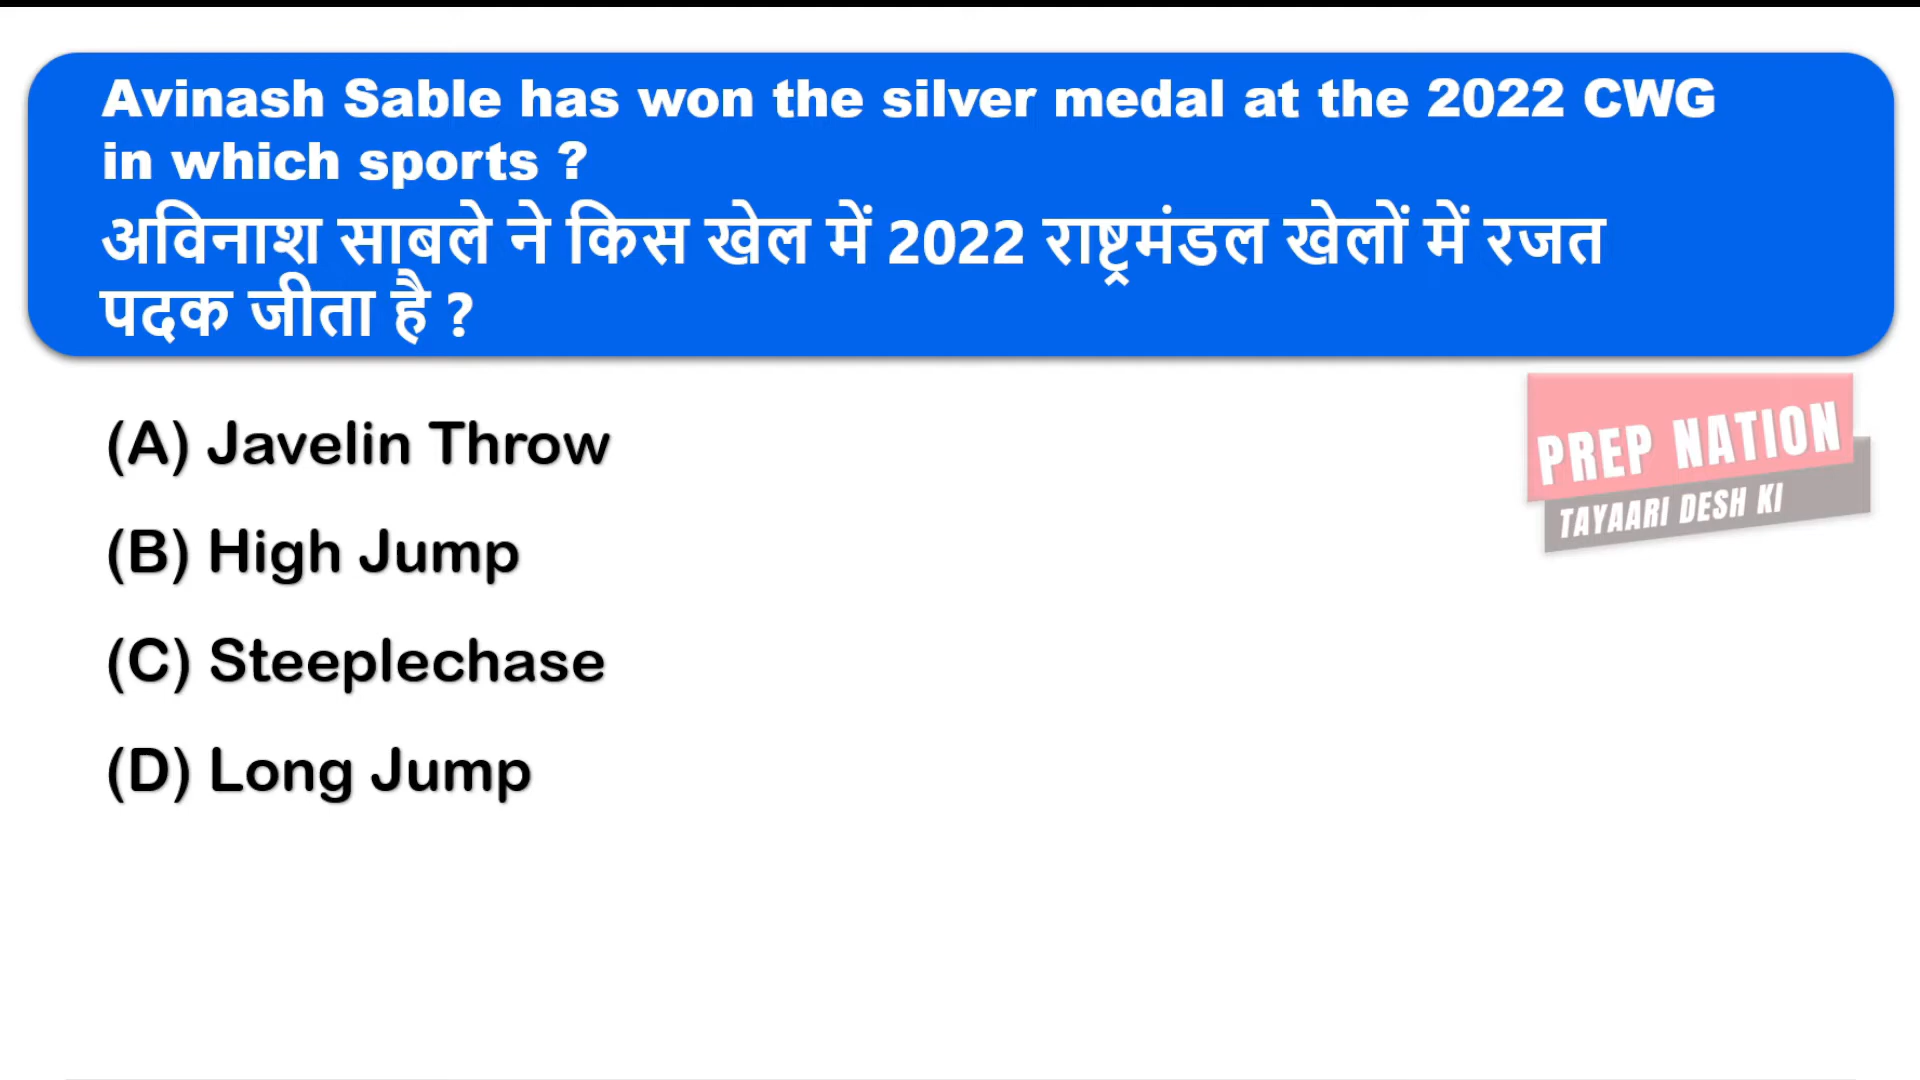 Avinash Sable has won the silver medal at the 2022 CWG
in which sports ?
अविनाश साबले ने किस खेल में 2022 राष्ट्रमंडल खेलों में रजत
पदक जीता है ?
PREP NATION
TAYAARI DESH KI
(A) Javelin Throw
(B) High Jump
(C) Steeplechase
(D) Long Jump